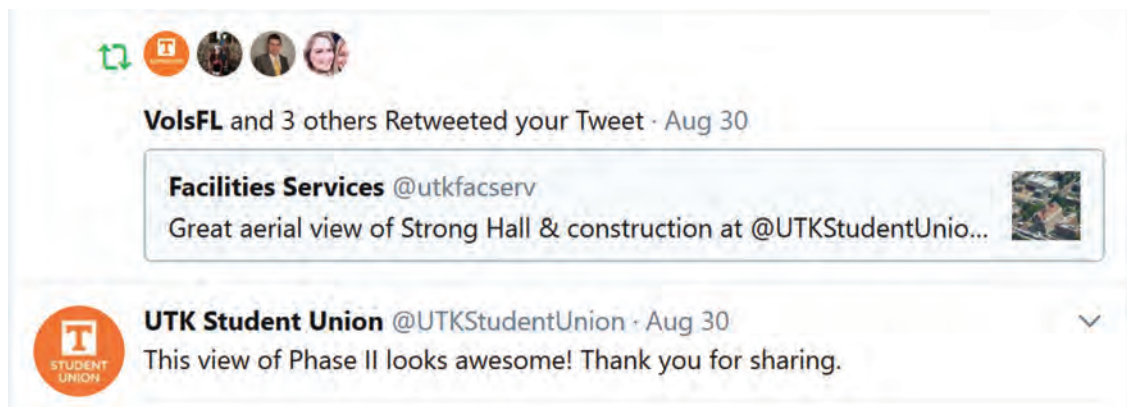 VolsFL and 3 others Retweeted your Tweet · Aug 30
Facilities Services @utkfacserv
Great aerial view of Strong Hall & construction at @UTKStudentUnio...
UTK Student Union @UTKStudentUnion · Aug 30
T
STUDENT
UNION
This view of Phase II looks awesome! Thank you for sharing.